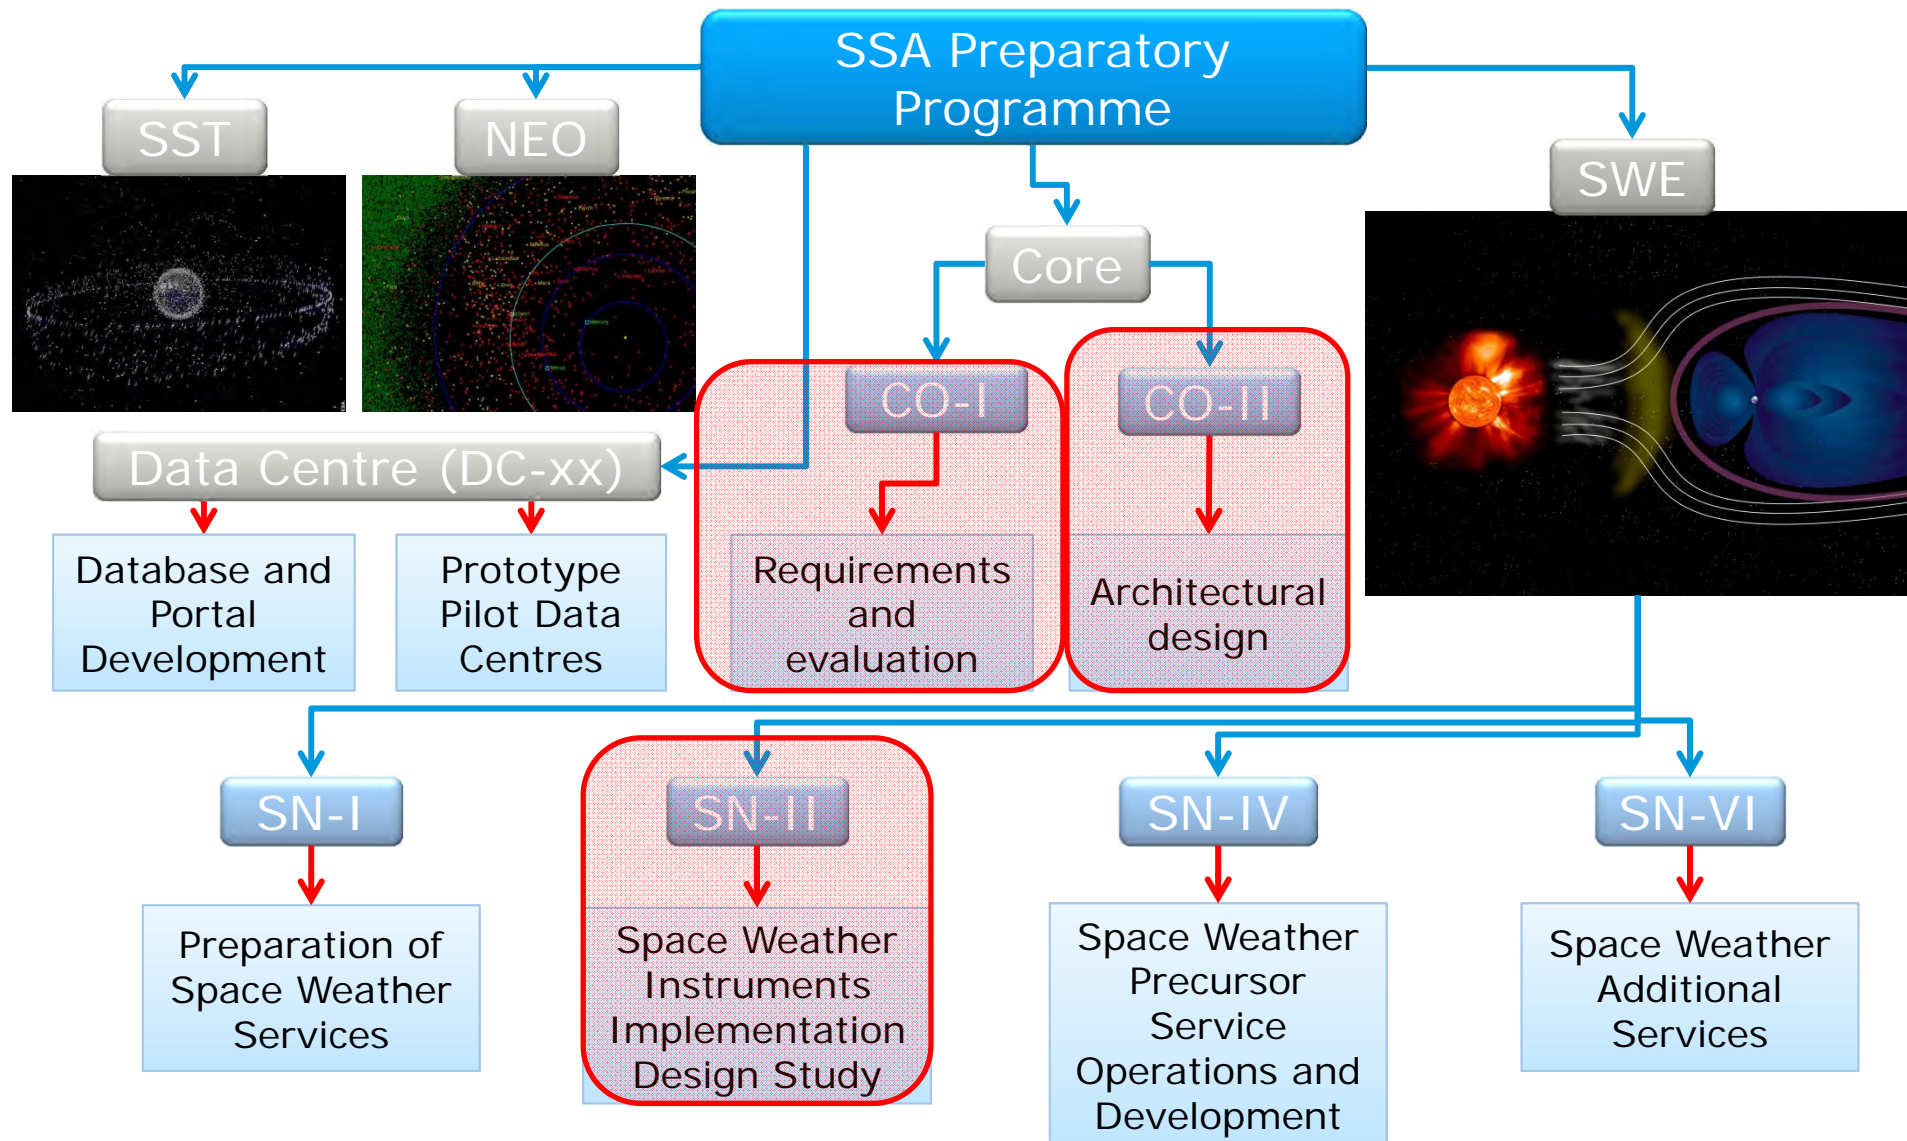 SSA Preparatory
Programme
SST
NEO
SWE
Core
CO-I
CO-II
Data Centre (DC-xx)
Database and
Portal
Development
Prototype
Pilot Data
Centres
Requirements
and
evaluation
Architectural
design
SN-I
SN-II
SN-IV
SN-VI
Preparation of
Space Weather
Services
Space Weather
Instruments
Implementation
Design Study
Space Weather
Precursor
Service
Operations and
Development
Space Weather
Additional
Services